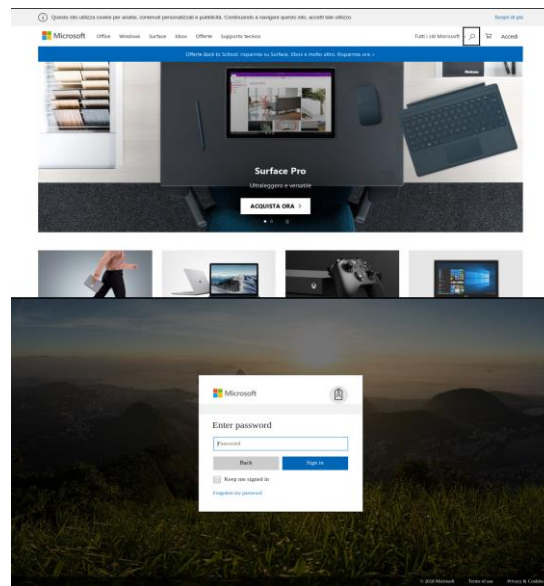 Questo sito utilizza cookie per analisi, contenuti personalizzati e pubblicità. Continuando a navigare questo sito, accetti tale utilizzo.
Scopri di più
Microsoft Office Windows Surface Xbox Offerte Supporto tecnico Tutti i siti Microsoft Accedi
Offerte Back to School: risparmia su Surface, Xbox e molto altro. Risparmia ora. >
Surface Pro
Ultraleggero e versatile
ACQUISTA ORA >
Microsoft
Enter password
Password
Back Sign in
Keep me signed in
Forgotten my password
© 2018 Microsoft Terms of use Privacy & Cookies